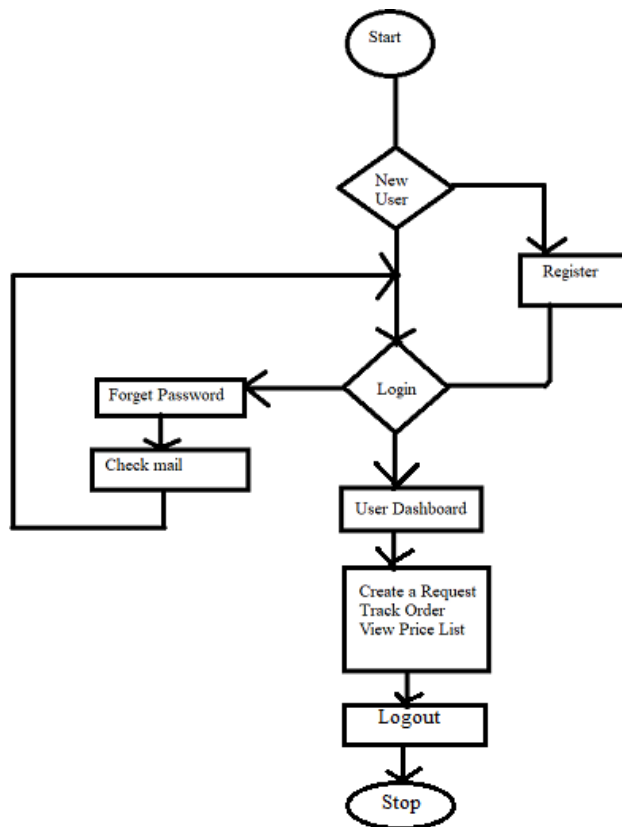 Start
New
User
Register
Login
Forget Password
Check mail
User Dashboard
Create a Request
Track Order
View Price List
Logout
Stop